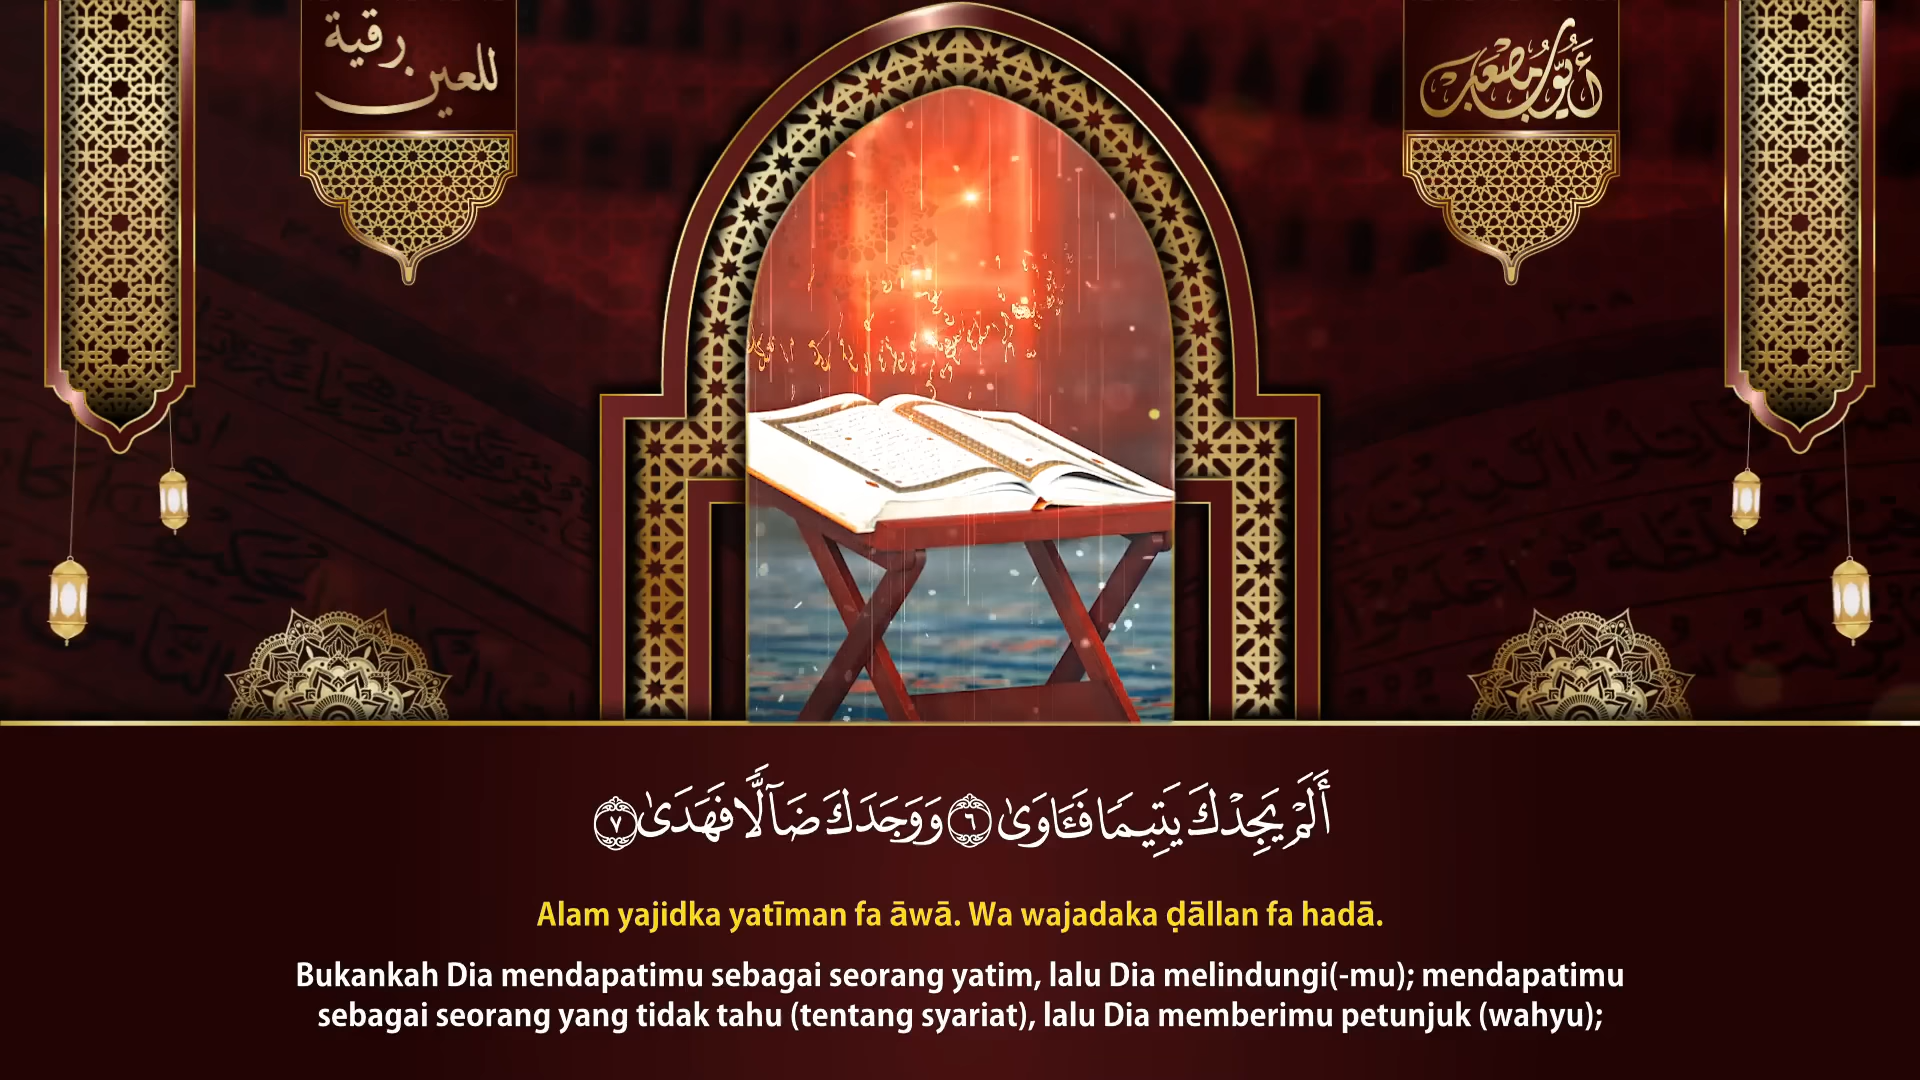 رقية
للعين
أيوب مصعب
أَلَمْ يَجِدْكَ يَتِيمًا فَـَٔاوَىٰ ٦ وَوَجَدَكَ ضَآلًّا فَهَدَىٰ ٧
Alam yajidka yatīman fa āwā. Wa wajadaka ḍāllan fa hadā.
Bukankah Dia mendapatimu sebagai seorang yatim, lalu Dia melindungi(-mu); mendapatimu
sebagai seorang yang tidak tahu (tentang syariat), lalu Dia memberimu petunjuk (wahyu);